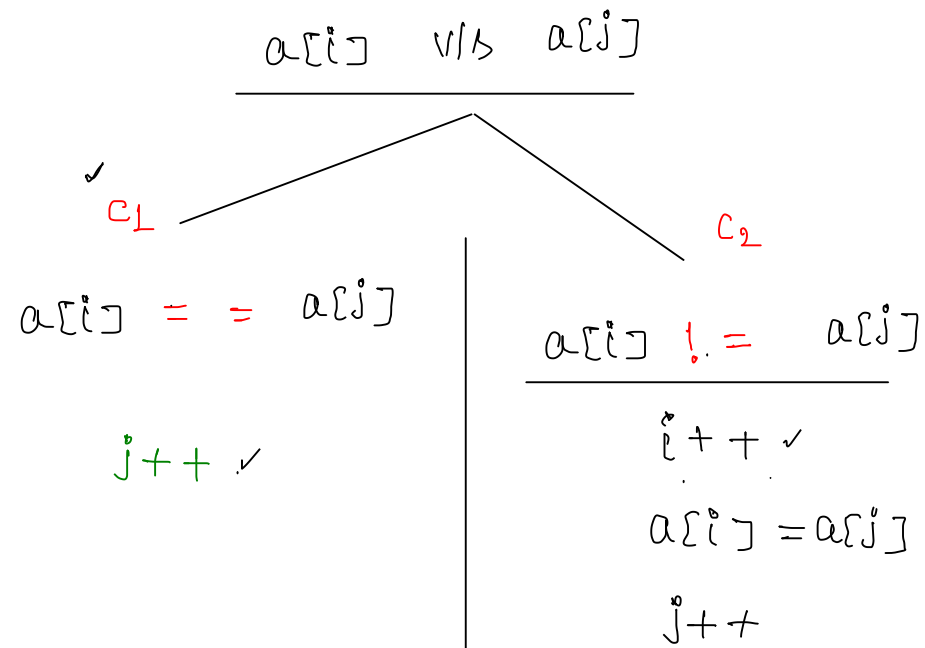 a[i] v/s a[j]
✓
C1
C2
a[i] = = a[j]
a[i] != a[j]
j++ ✓
i++ ✓
a[i] = a[j]
j++